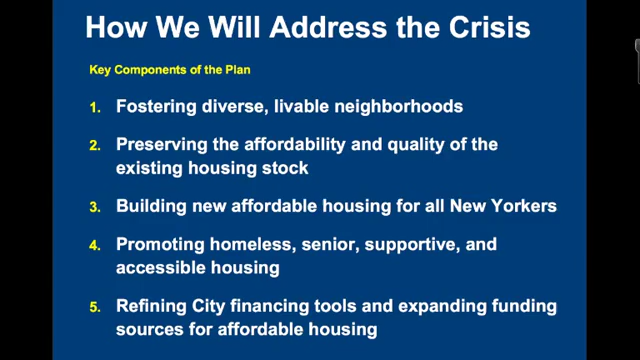 How We Will Address the Crisis
Key Components of the Plan
1. Fostering diverse, livable neighborhoods
2. Preserving the affordability and quality of the
existing housing stock
3. Building new affordable housing for all New Yorkers
4. Promoting homeless, senior, supportive, and
accessible housing
5. Refining City financing tools and expanding funding
sources for affordable housing